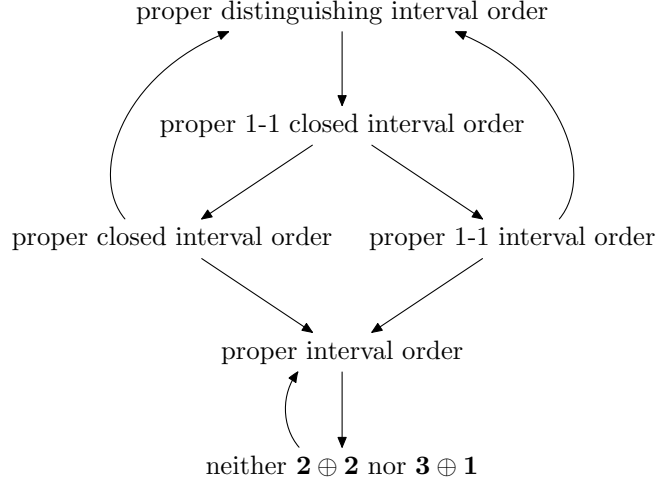 proper distinguishing interval order
proper 1-1 closed interval order
proper closed interval order
proper 1-1 interval order
proper interval order
neither 2 ⊕ 2 nor 3 ⊕ 1